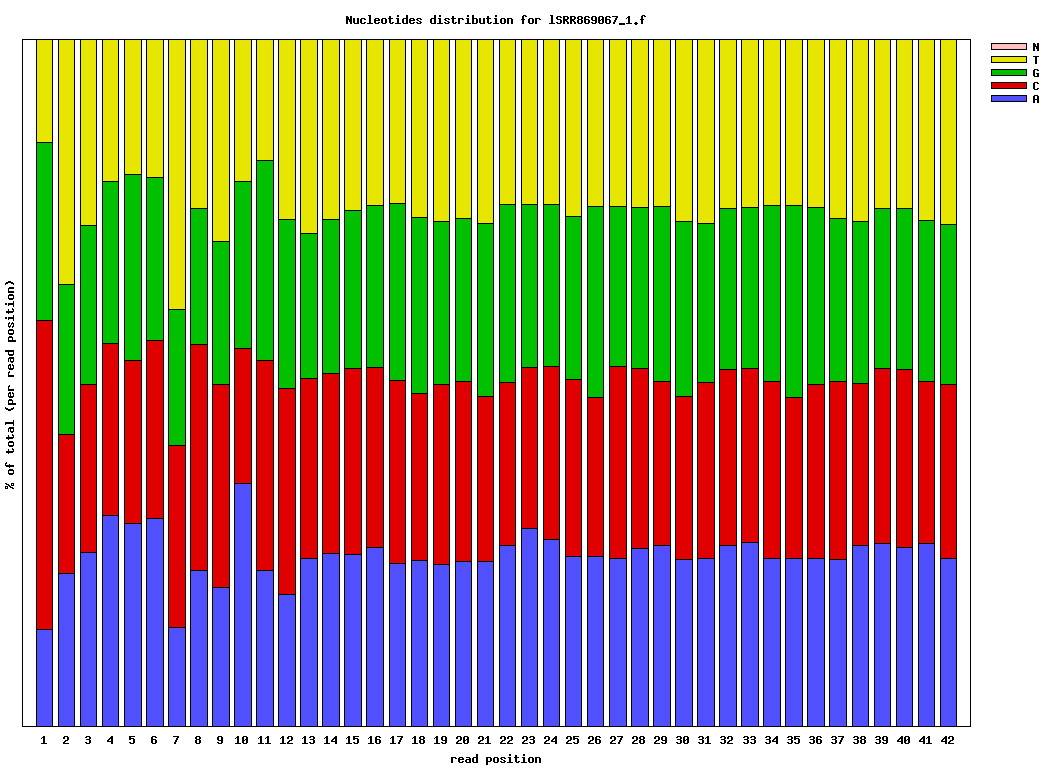 Nucleotides distribution for lSRR869067_1.f
N
T
G
C
A
% of total (per read position)
1 2 3 4 5 6 7 8 9 10 11 12 13 14 15 16 17 18 19 20 21 22 23 24 25 26 27 28 29 30 31 32 33 34 35 36 37 38 39 40 41 42
read position